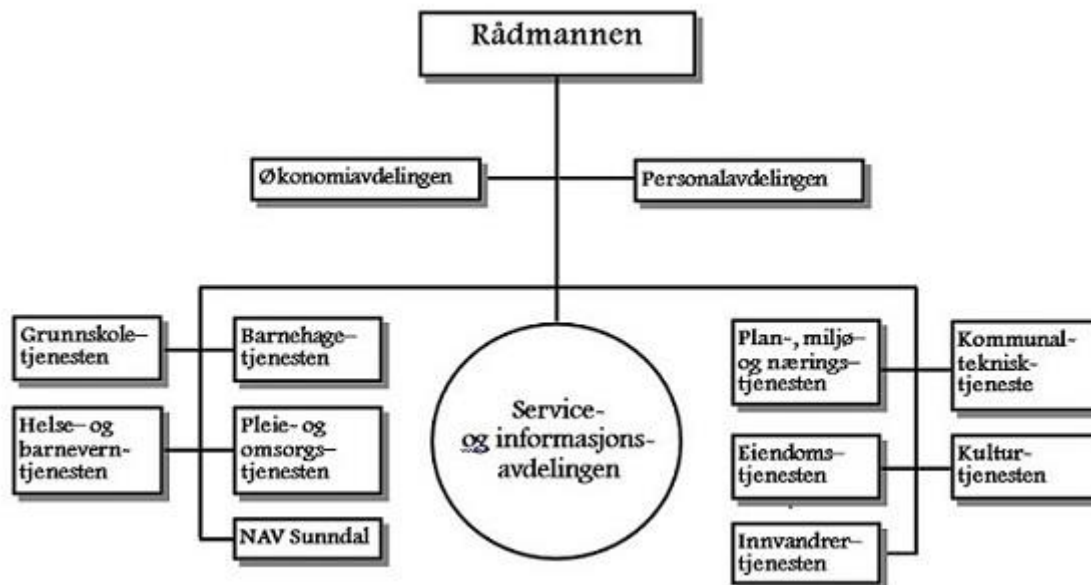 Rådmannen
Økonomiavdelingen
Personalavdelingen
Grunnskole–
tjenesten
Barnehage–
tjenesten
Helse– og
barnevern–
tjenesten
Pleie– og
omsorgs–
tjenesten
NAV Sunndal
Service-
og informasjons-
avdelingen
Plan-, miljø–
og nærings–
tjenesten
Kommunal-
teknisk-
tjeneste
Eiendoms–
tjenesten
Kultur–
tjenesten
Innvandrer–
tjenesten